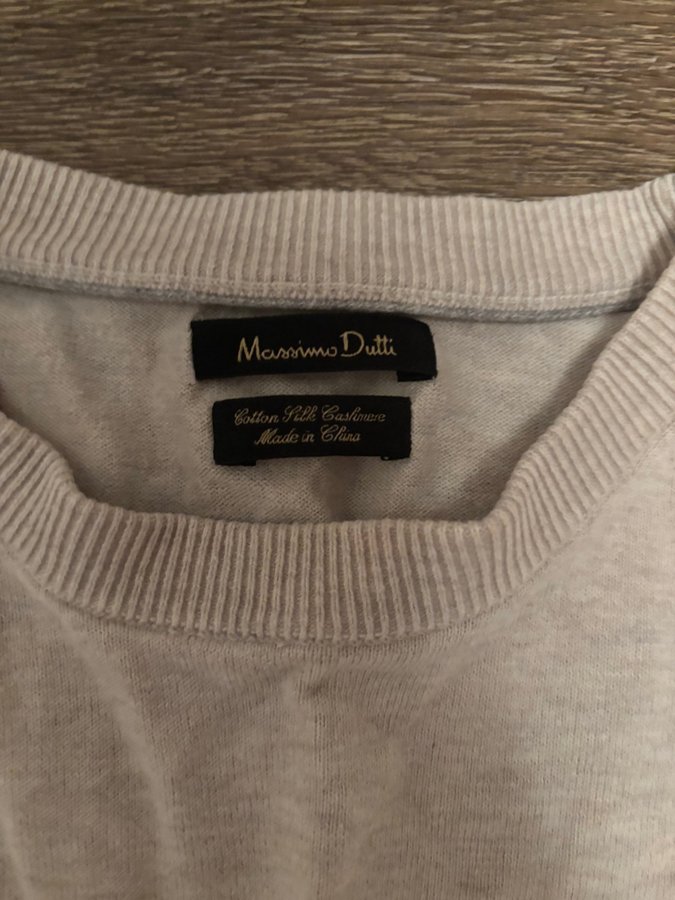 Massimo Dutti
Cotton Silk Cashmere
Made in China